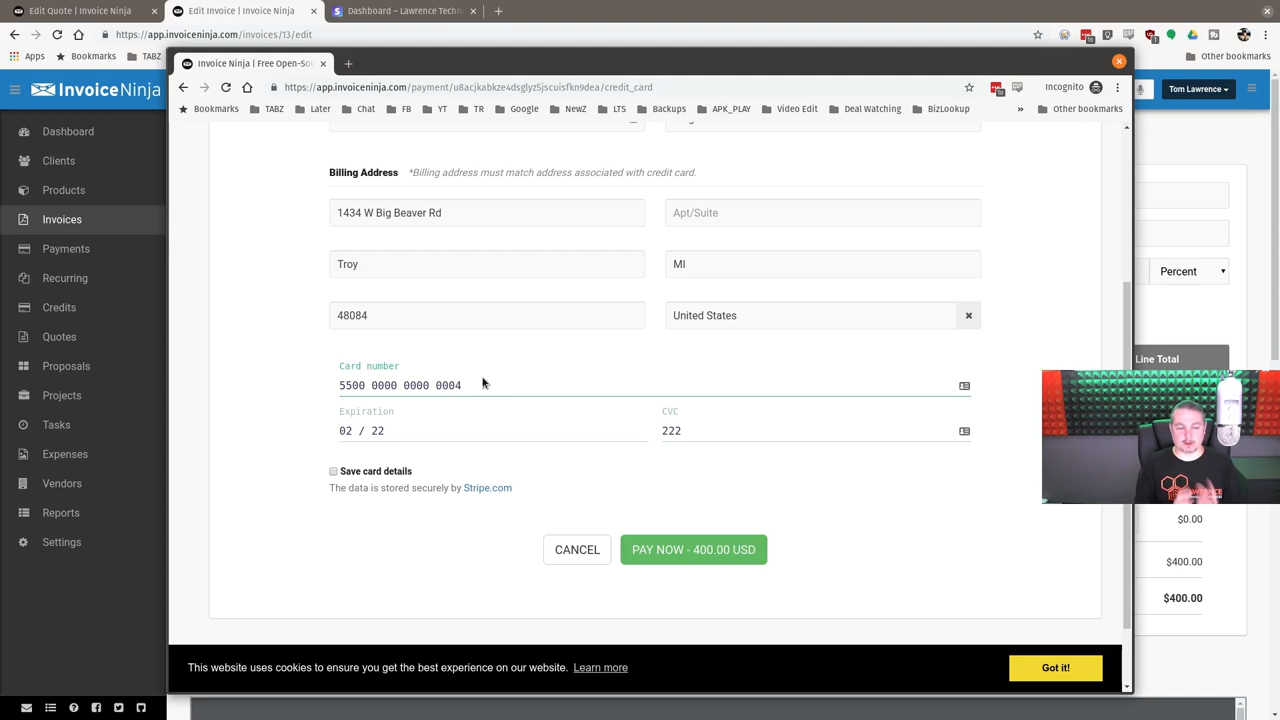 Edit Quote | Invoice Ninja
Edit Invoice | Invoice Ninja
Dashboard – Lawrence Techn
https://app.invoiceninja.com/invoices/13/edit
Apps
Bookmarks
TABZ
Other bookmarks
InvoiceNinja
Tom Lawrence
Dashboard
Clients
Products
Invoices
Payments
Recurring
Credits
Quotes
Proposals
Projects
Tasks
Expenses
Vendors
Reports
Settings
Invoice Ninja | Free Open-Sou
https://app.invoiceninja.com/payment/u8acjkabkze4dsglyz5jscuisfkn9dea/credit_card
Incognito
Bookmarks TABZ Later Chat FB YT TR Google NewZ LTS Backups APK_PLAY Video Edit Deal Watching BizLookup » Other bookmarks
Billing Address *Billing address must match address associated with credit card.
1434 W Big Beaver Rd
Apt/Suite
Troy
MI
48084
United States
Card number
5500 0000 0000 0004
Expiration
CVC
02 / 22
222
Save card details
The data is stored securely by Stripe.com
CANCEL
PAY NOW - 400.00 USD
This website uses cookies to ensure you get the best experience on our website. Learn more
Got it!
Percent
Line Total
$0.00
$400.00
$400.00